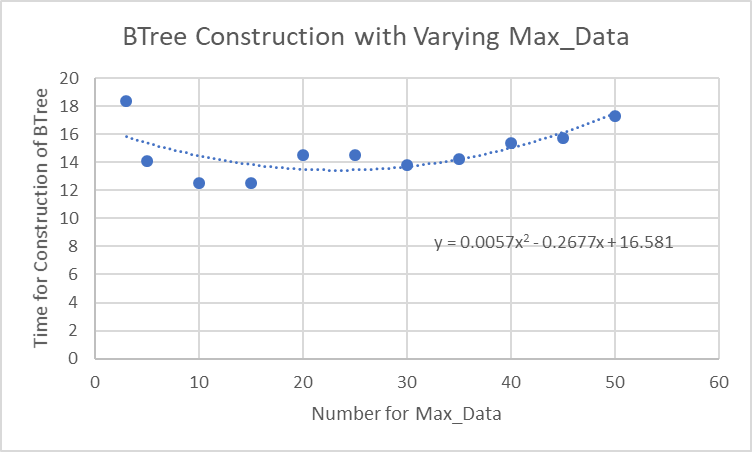 BTree Construction with Varying Max_Data
Time for Construction of BTree
20
18
16
14
12
10
8
6
4
2
0
y = 0.0057x² - 0.2677x + 16.581
0 10 20 30 40 50 60
Number for Max_Data